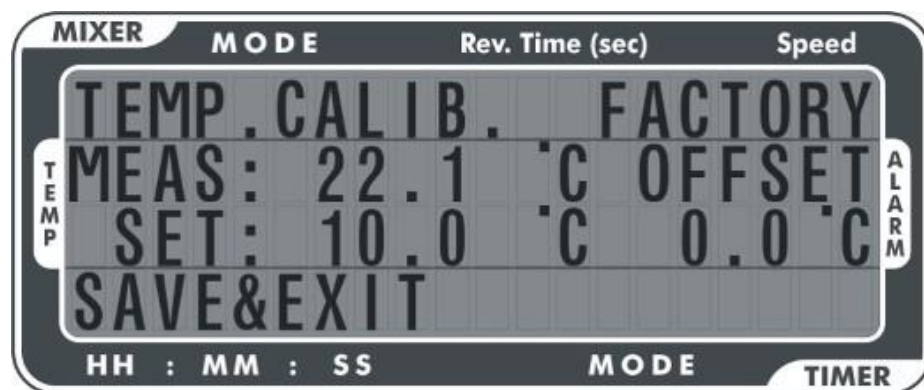 MIXER MODE Rev. Time (sec) Speed
TEMP.CALIB. FACTORY
MEAS: 22.1 °C OFFSET
SET: 10.0 °C 0.0 °C
SAVE&EXIT
TEMP
ALARM
HH : MM : SS MODE TIMER